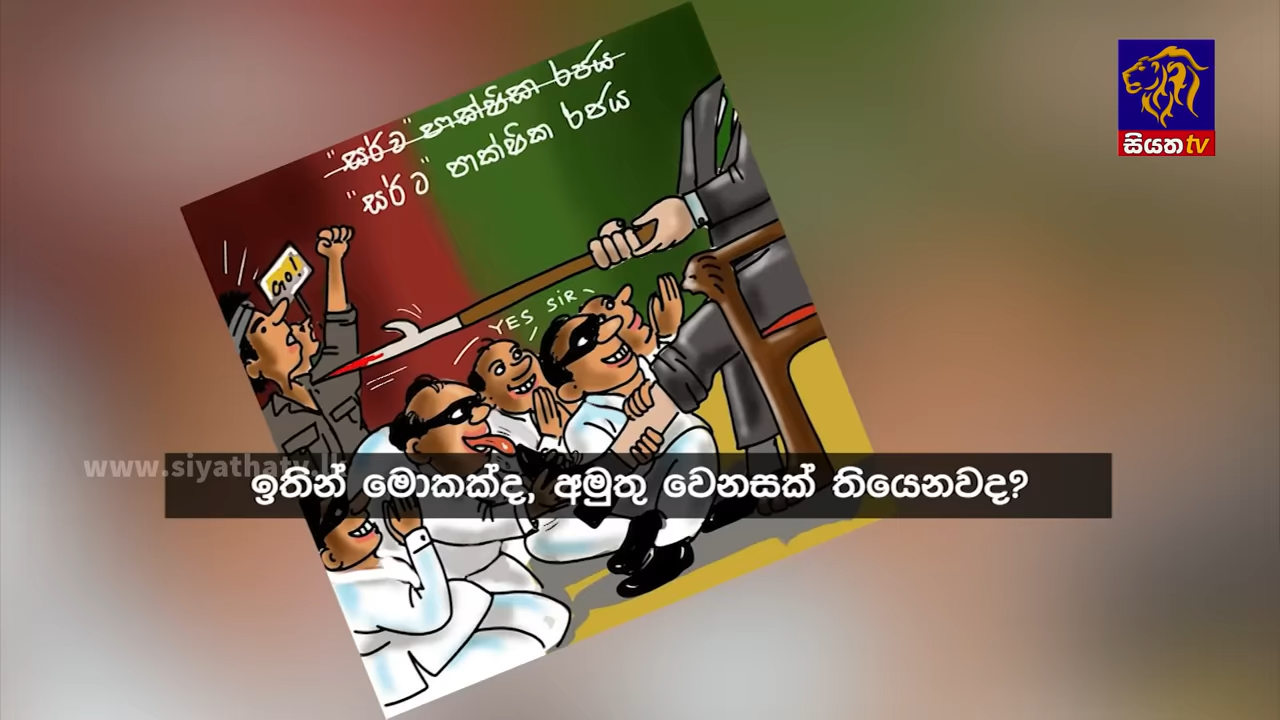 "සර්ව" පාක්ෂික රජය
"සර් ට" පාක්ෂික රජය
GO!
YES SIR
සියත tv
www.siyathatv.lk
ඉතින් මොකක්ද, අමුතු වෙනසක් තියෙනවද?